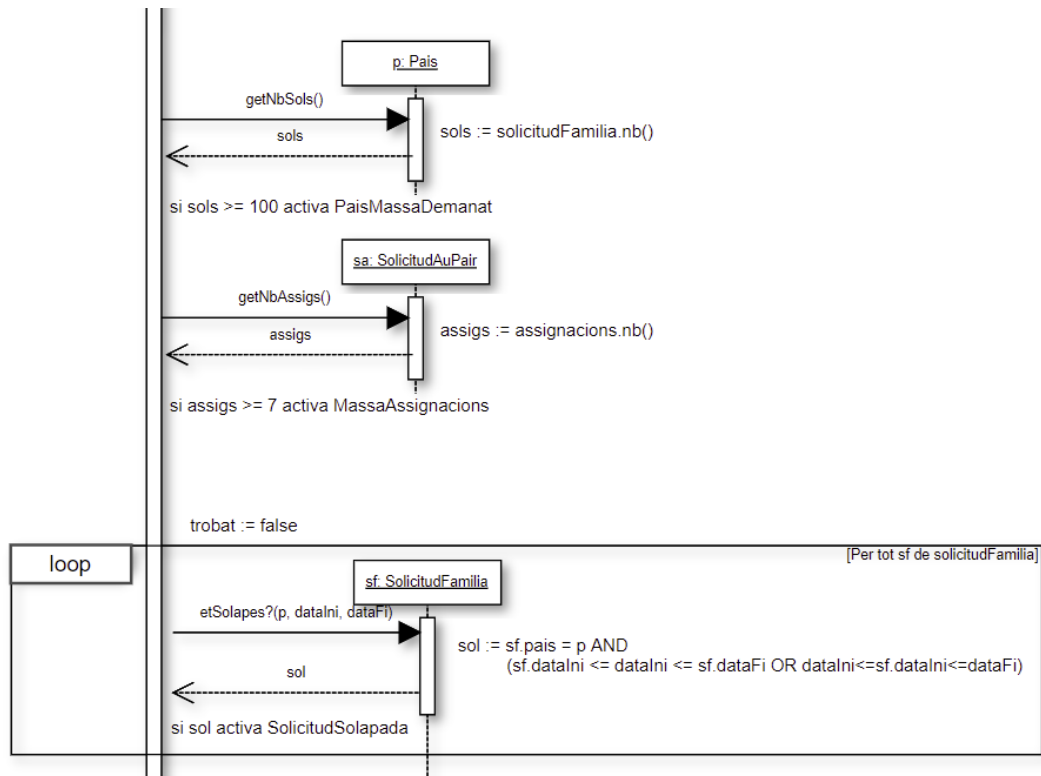 p: Pais
getNbSols()
sols := solicitudFamilia.nb()
sols
si sols >= 100 activa PaisMassaDemanat
sa: SolicitudAuPair
getNbAssigs()
assigs := assignacions.nb()
assigs
si assigs >= 7 activa MassaAssignacions
trobat := false
loop
[Per tot sf de solicitudFamilia]
sf: SolicitudFamilia
etSolapes?(p, dataIni, dataFi)
sol := sf.pais = p AND
(sf.dataIni <= dataIni <= sf.dataFi OR dataIni<=sf.dataIni<=dataFi)
sol
si sol activa SolicitudSolapada